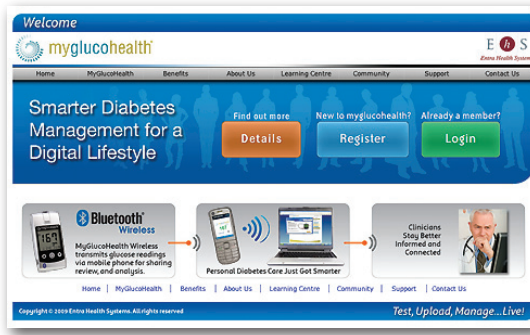 Welcome
myglucohealth
E h S
Entra Health Systems
Home MyGlucoHealth Benefits About Us Learning Centre Community Support Contact Us
Smarter Diabetes
Management for a
Digital Lifestyle
Find out more New to myglucohealth? Already a member?
Details Register Login
Bluetooth®
Wireless
MyGlucoHealth Wireless
transmits glucose readings
via mobile phone for sharing
review, and analysis.
Personal Diabetes Care Just Got Smarter
Clinicians
Stay Better
Informed and
Connected
Home | MyGlucoHealth | Benefits | About Us | Learning Centre | Community | Support | Contact Us
Copyright © 2009 Entra Health Systems. All rights reserved
Test, Upload, Manage...Live!